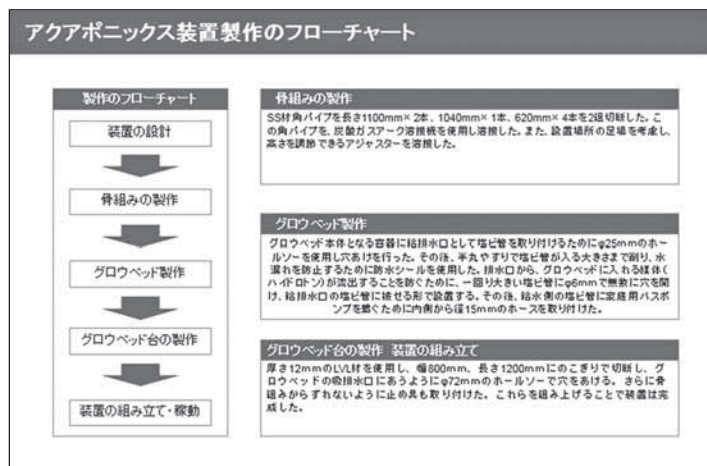 アクアポニックス装置製作のフローチャート
製作のフローチャート
装置の設計
骨組みの製作
グロウベッド製作
グロウベッド台の製作
装置の組み立て・稼動
骨組みの製作
SS材角パイプを長さ1100mm×2本、1040mm×1本、620mm×4本を2組切断した。こ
の角パイプを、炭酸ガスアーク溶接機を使用し溶接した。また、設置場所の足場を考慮し、
高さを調節できるアジャスターを溶接した。
グロウベッド製作
グロウベッド本体となる容器に給排水口として塩ビ管を取り付けるためにφ25mmのホー
ルソーを使用し穴あけを行った。その後、半丸やすりで塩ビ管が入る大きさまで削り、水
漏れを防止するために防水シールを使用した。排水口から、グロウベッドに入れる媒体(
ハイドロトン)が流出することを防ぐために、一回り大きい塩ビ管にφ6mmで無数に穴を開
け、給排水口の塩ビ管に被せる形で設置する。その後、給水側の塩ビ管に家庭用バスポ
ンプを繋ぐために内側から径15mmのホースを取り付けた。
グロウベッド台の製作 装置の組み立て
厚さ12mmのLVL材を使用し、幅800mm、長さ1200mmにのこぎりで切断し、グ
ロウベッドの吸排水口にあうようにφ72mmのホールソーで穴をあける。さらに骨
組みからずれないように止め具も取り付けた。これらを組み上げることで装置は完
成した。